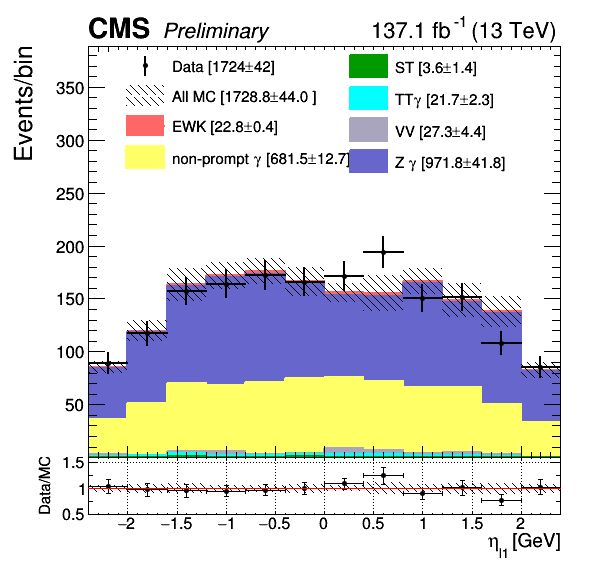 CMS Preliminary 137.1 fb⁻¹ (13 TeV)
Events/bin
Data [1724±42]
All MC [1728.8±44.0 ]
EWK [22.8±0.4]
non-prompt γ [681.5±12.7]
ST [3.6±1.4]
TTγ [21.7±2.3]
VV [27.3±4.4]
Z γ [971.8±41.8]
350
300
250
200
150
100
50
Data/MC
1.5
1
0.5
−2 −1.5 −1 −0.5 0 0.5 1 1.5 2
η_l1 [GeV]